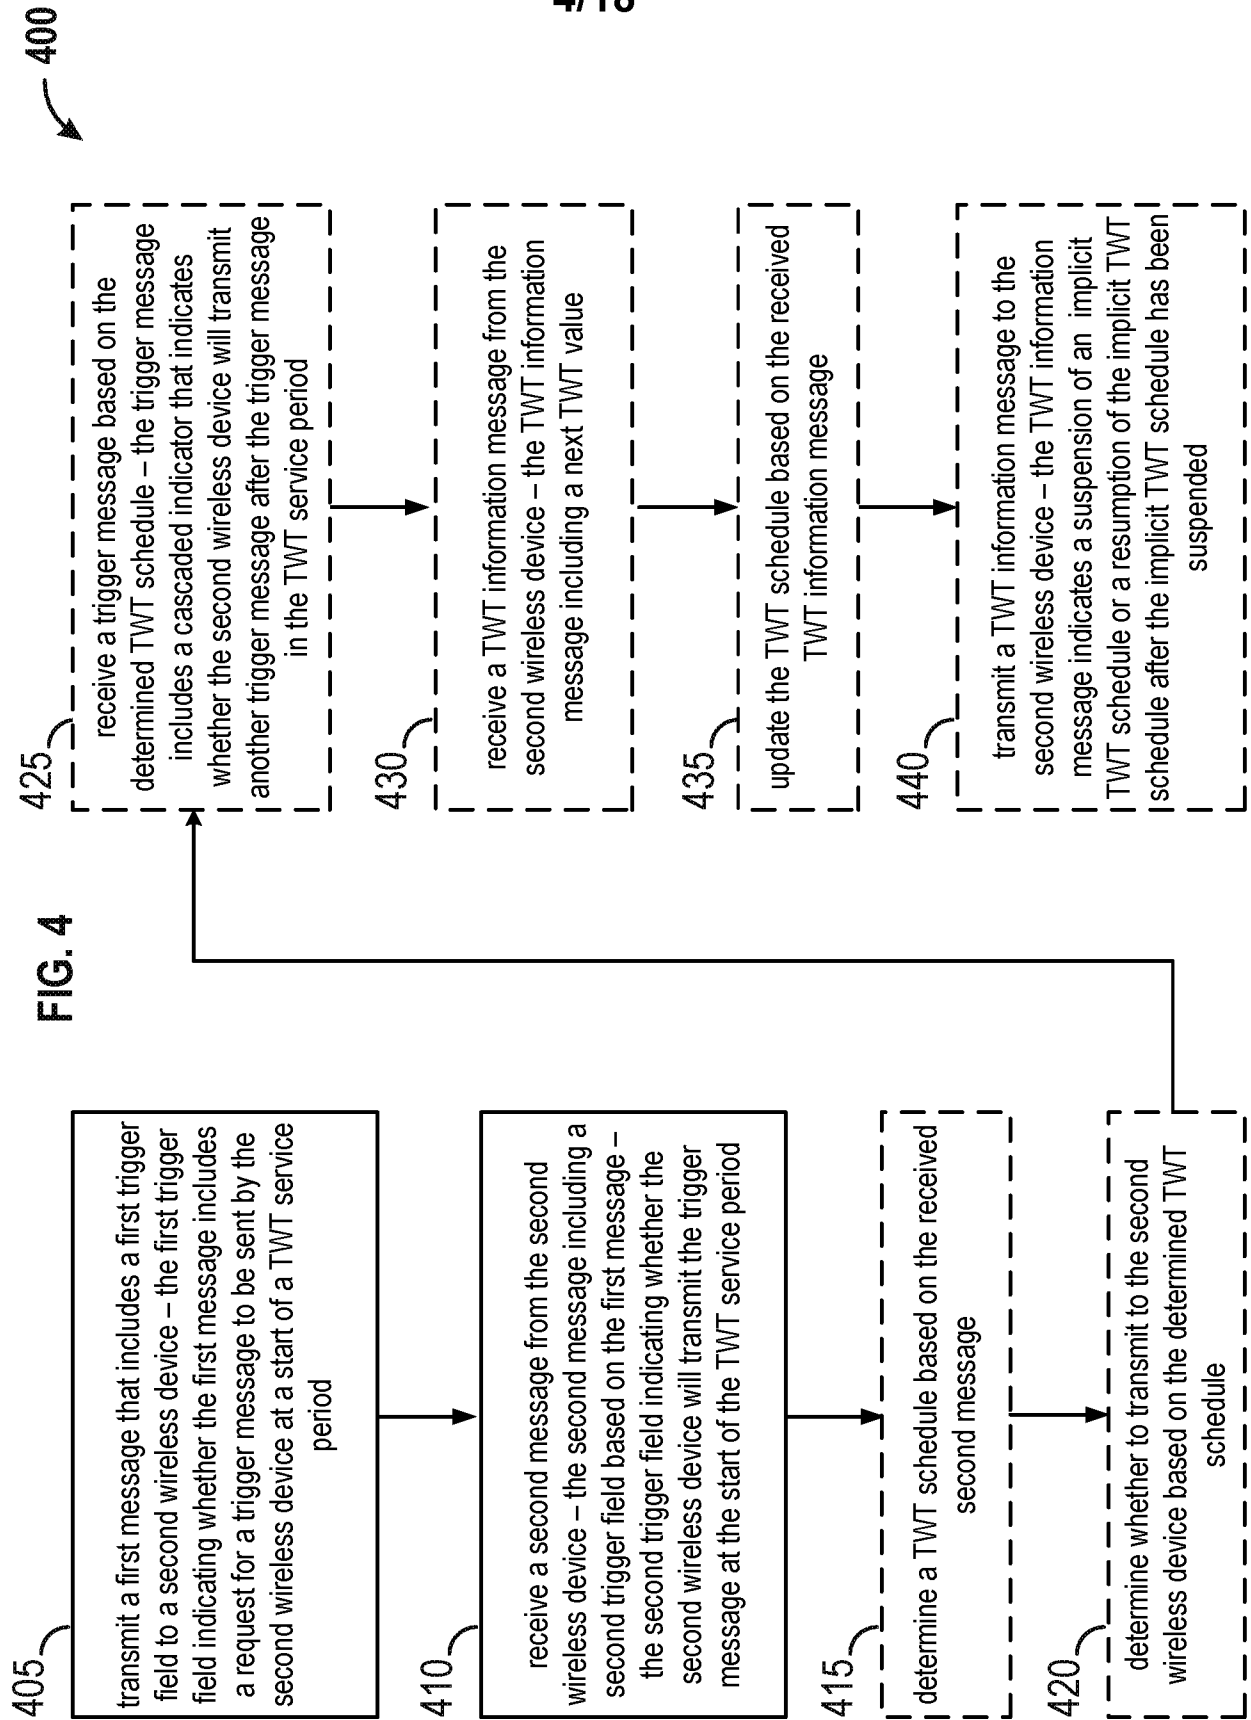 4/18
400
FIG. 4
405
transmit a first message that includes a first trigger
field to a second wireless device – the first trigger
field indicating whether the first message includes
a request for a trigger message to be sent by the
second wireless device at a start of a TWT service
period
410
receive a second message from the second
wireless device – the second message including a
second trigger field based on the first message –
the second trigger field indicating whether the
second wireless device will transmit the trigger
message at the start of the TWT service period
415
determine a TWT schedule based on the received
second message
420
determine whether to transmit to the second
wireless device based on the determined TWT
schedule
425
receive a trigger message based on the
determined TWT schedule – the trigger message
includes a cascaded indicator that indicates
whether the second wireless device will transmit
another trigger message after the trigger message
in the TWT service period
430
receive a TWT information message from the
second wireless device – the TWT information
message including a next TWT value
435
update the TWT schedule based on the received
TWT information message
440
transmit a TWT information message to the
second wireless device – the TWT information
message indicates a suspension of an implicit
TWT schedule or a resumption of the implicit TWT
schedule after the implicit TWT schedule has been
suspended